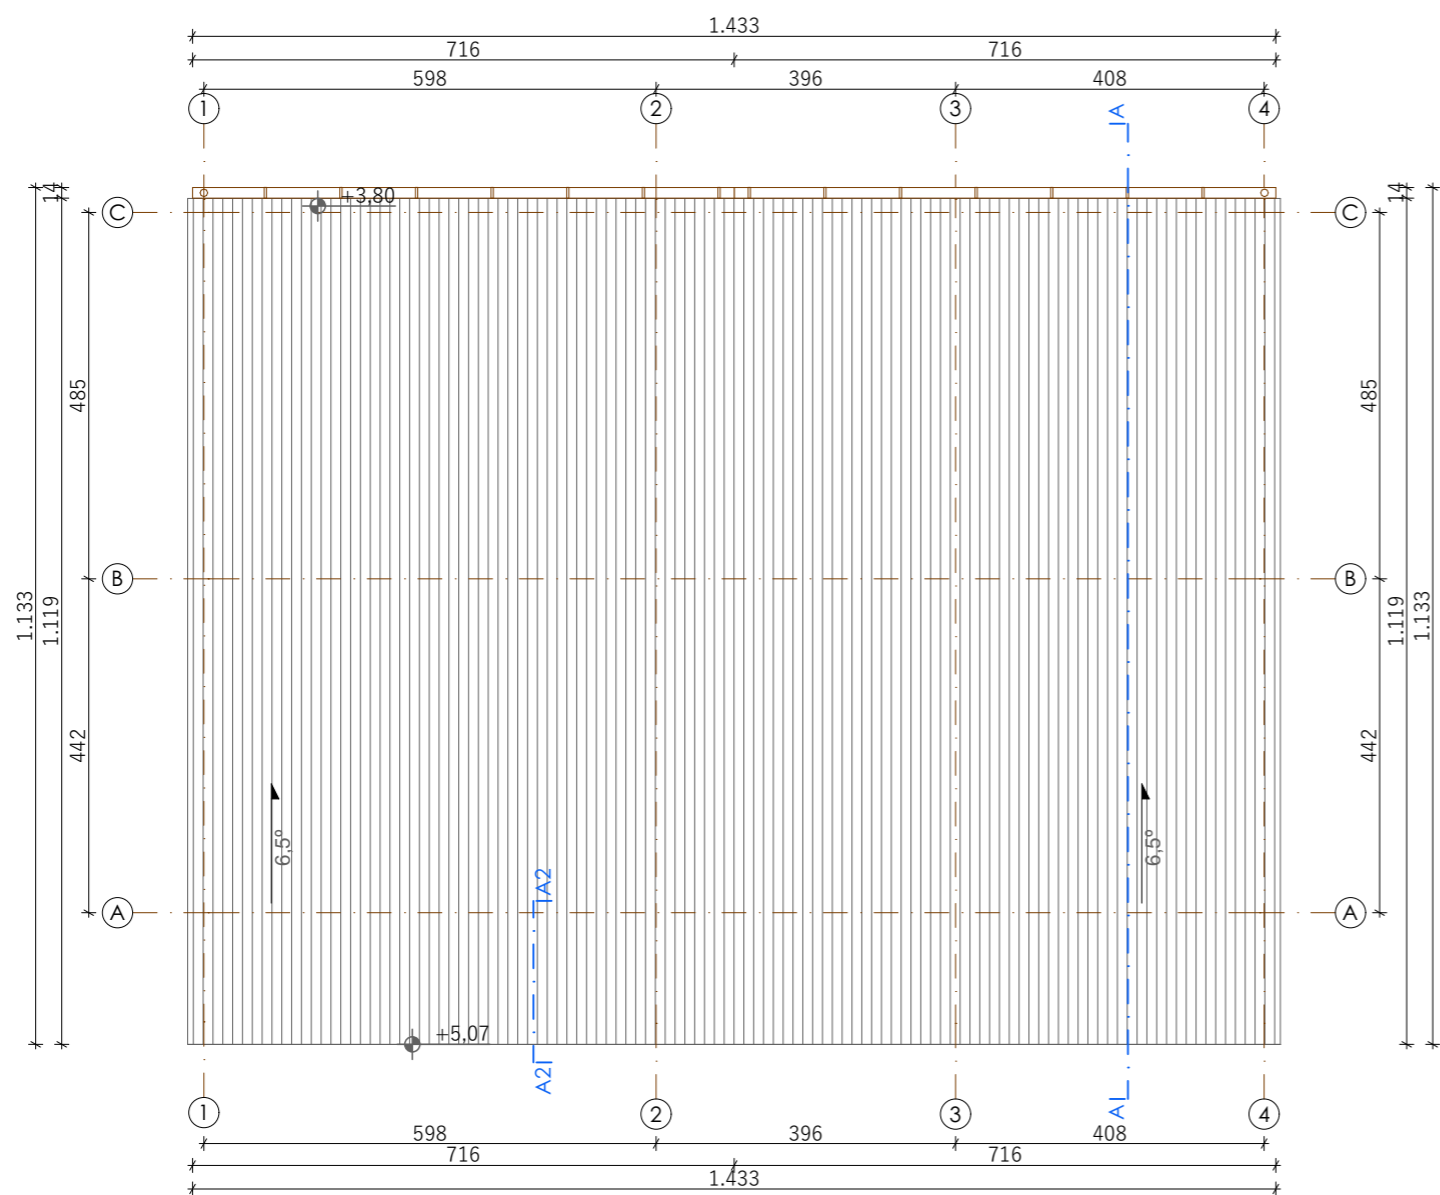 1.433
716 716
598 396 408
1 2 3 4
A
14 +3,80 14
C C
485 485
B B
1.133 1.119 1.119 1.133
442 442
6,5° 6,5°
A2
A A
+5,07
A2 A
1 2 3 4
598 396 408
716 716
1.433